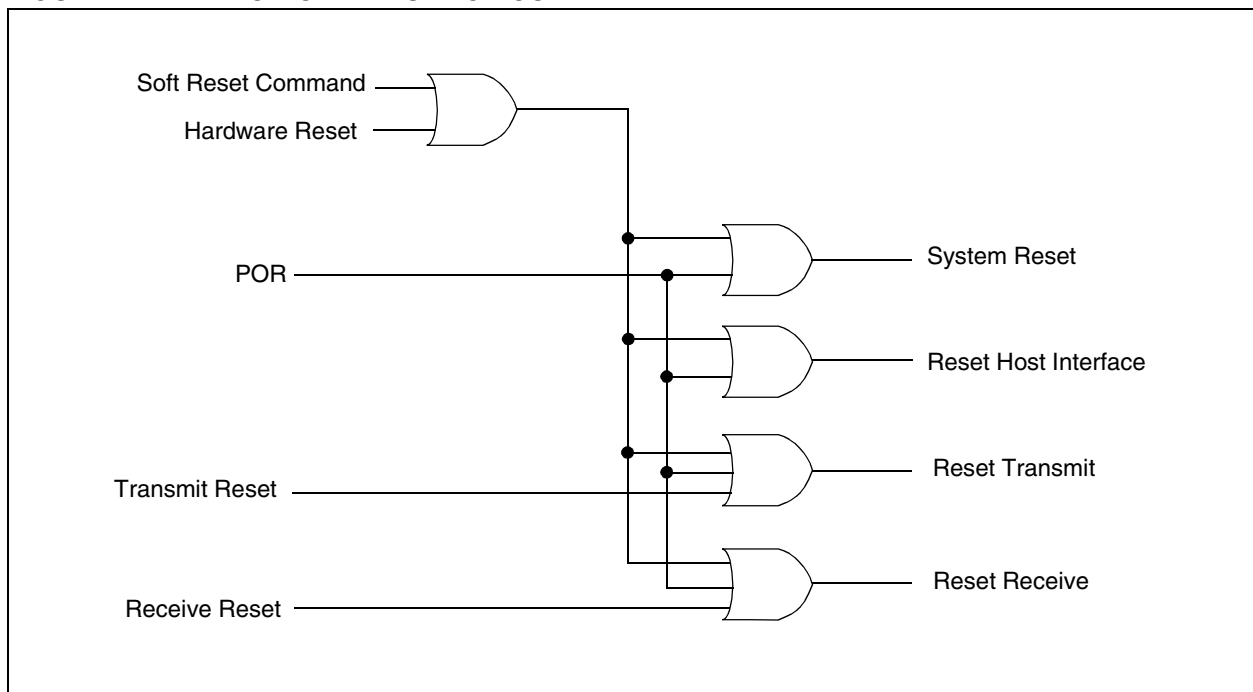 Soft Reset Command
Hardware Reset
System Reset
POR
Reset Host Interface
Reset Transmit
Transmit Reset
Reset Receive
Receive Reset